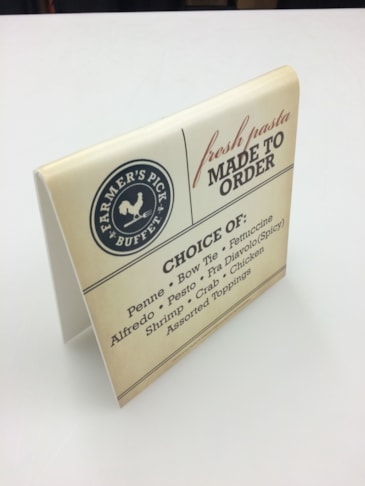 FARMER'S PICK
BUFFET
fresh pasta
MADE TO
ORDER
CHOICE OF:
Penne • Bow Tie • Fettuccine
Alfredo • Pesto • Fra Diavolo(Spicy)
Shrimp • Crab • Chicken
Assorted Toppings